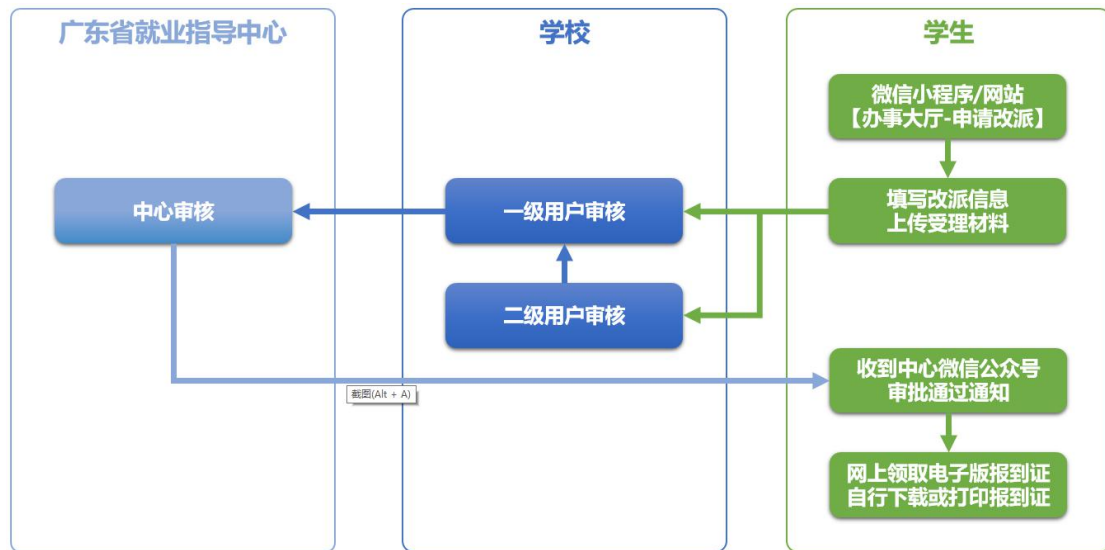 广东省就业指导中心
学校
学生
微信小程序/网站
【办事大厅-申请改派】
中心审核
一级用户审核
填写改派信息
上传受理材料
二级用户审核
收到中心微信公众号
审批通过通知
截图(Alt + A)
网上领取电子版报到证
自行下载或打印报到证